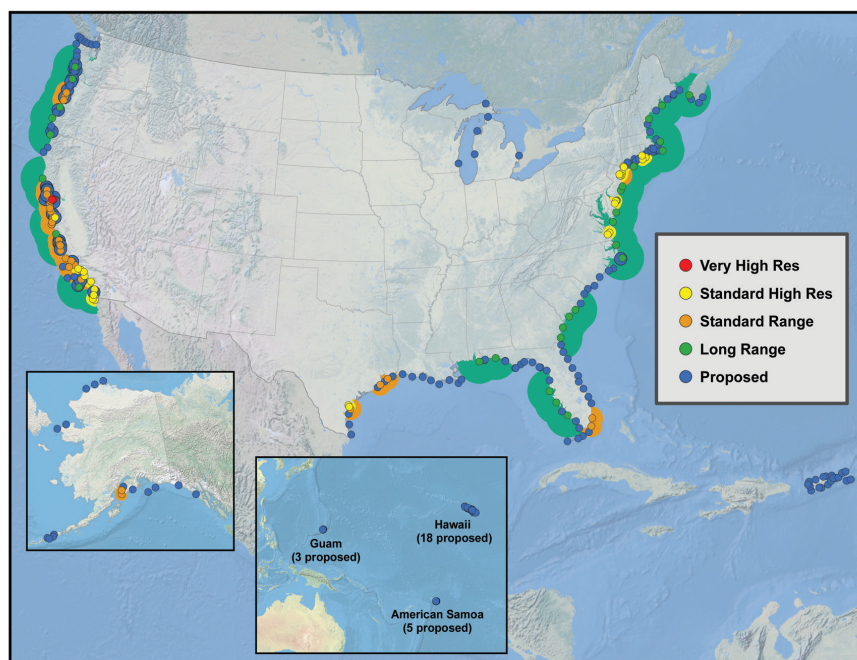 Very High Res
Standard High Res
Standard Range
Long Range
Proposed
Hawaii
(18 proposed)
Guam
(3 proposed)
American Samoa
(5 proposed)